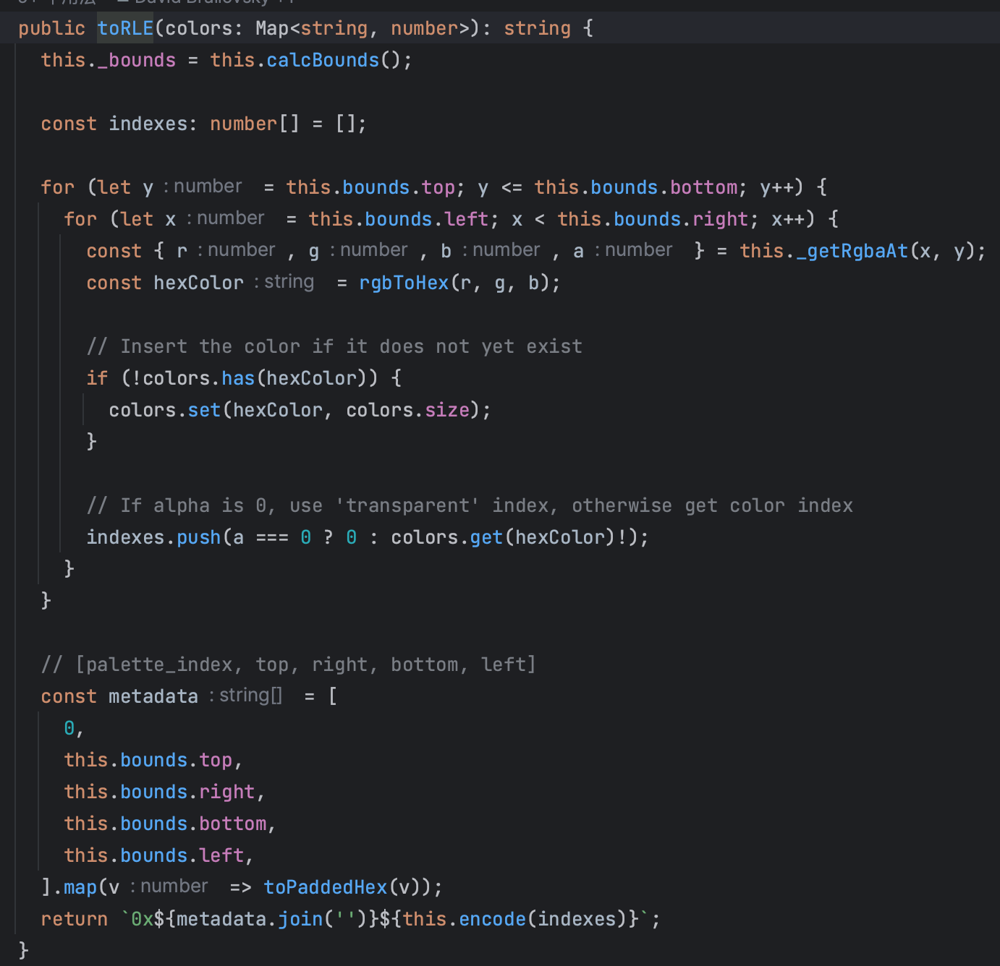 public toRLE(colors: Map<string, number>): string {
this._bounds = this.calcBounds();
const indexes: number[] = [];
for (let y : number = this.bounds.top; y <= this.bounds.bottom; y++) {
for (let x : number = this.bounds.left; x < this.bounds.right; x++) {
const { r : number , g : number , b : number , a : number } = this._getRgbaAt(x, y);
const hexColor : string = rgbToHex(r, g, b);
// Insert the color if it does not yet exist
if (!colors.has(hexColor)) {
colors.set(hexColor, colors.size);
}
// If alpha is 0, use 'transparent' index, otherwise get color index
indexes.push(a === 0 ? 0 : colors.get(hexColor)!);
}
}
// [palette_index, top, right, bottom, left]
const metadata : string[] = [
0,
this.bounds.top,
this.bounds.right,
this.bounds.bottom,
this.bounds.left,
].map(v : number => toPaddedHex(v));
return `0x${metadata.join('')}${this.encode(indexes)}`;
}